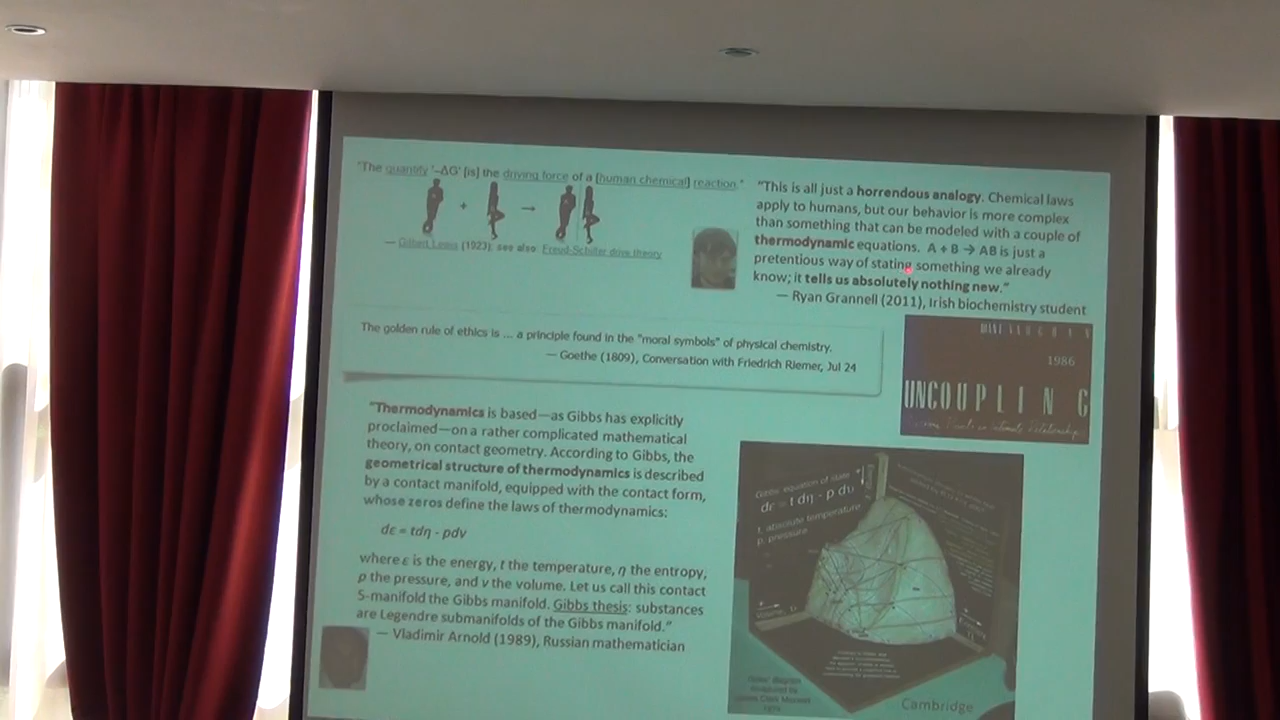 "The quantity '–ΔG' [is] the driving force of a [human chemical] reaction."
+ →
— Gilbert Lewis (1923); see also: Freud-Schiller drive theory
"This is all just a horrendous analogy. Chemical laws
apply to humans, but our behavior is more complex
than something that can be modeled with a couple of
thermodynamic equations. A + B → AB is just a
pretentious way of stating something we already
know; it tells us absolutely nothing new."
— Ryan Grannell (2011), Irish biochemistry student
The golden rule of ethics is ... a principle found in the "moral symbols" of physical chemistry.
— Goethe (1809), Conversation with Friedrich Riemer, Jul 24
1986
UNCOUPLING
"Thermodynamics is based—as Gibbs has explicitly
proclaimed—on a rather complicated mathematical
theory, on contact geometry. According to Gibbs, the
geometrical structure of thermodynamics is described
by a contact manifold, equipped with the contact form,
whose zeros define the laws of thermodynamics:
dε = tdη - pdv
where ε is the energy, t the temperature, η the entropy,
p the pressure, and v the volume. Let us call this contact
5-manifold the Gibbs manifold. Gibbs thesis: substances
are Legendre submanifolds of the Gibbs manifold."
— Vladimir Arnold (1989), Russian mathematician
Gibbs equation of state
dε = t dη - p dυ
t, absolute temperature
p, pressure
Volume,
Cambridge